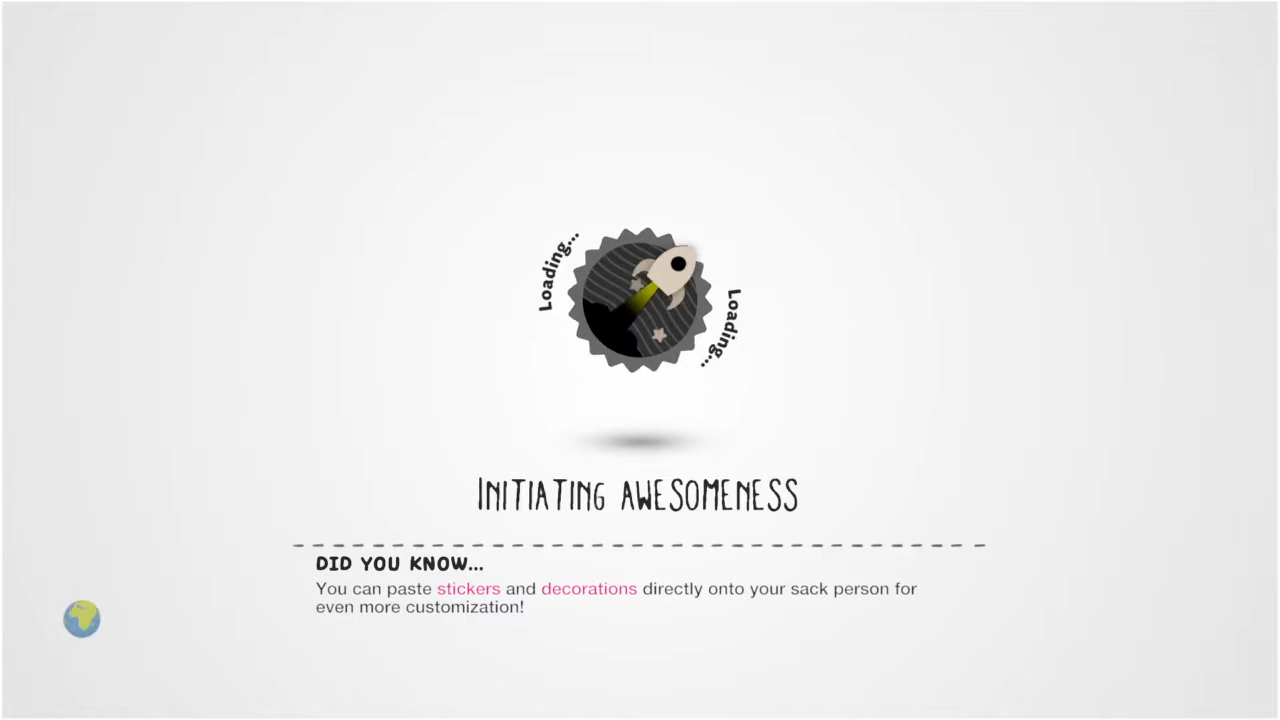 Loading...
Loading...
INITIATING AWESOMENESS
DID YOU KNOW...
You can paste stickers and decorations directly onto your sack person for
even more customization!